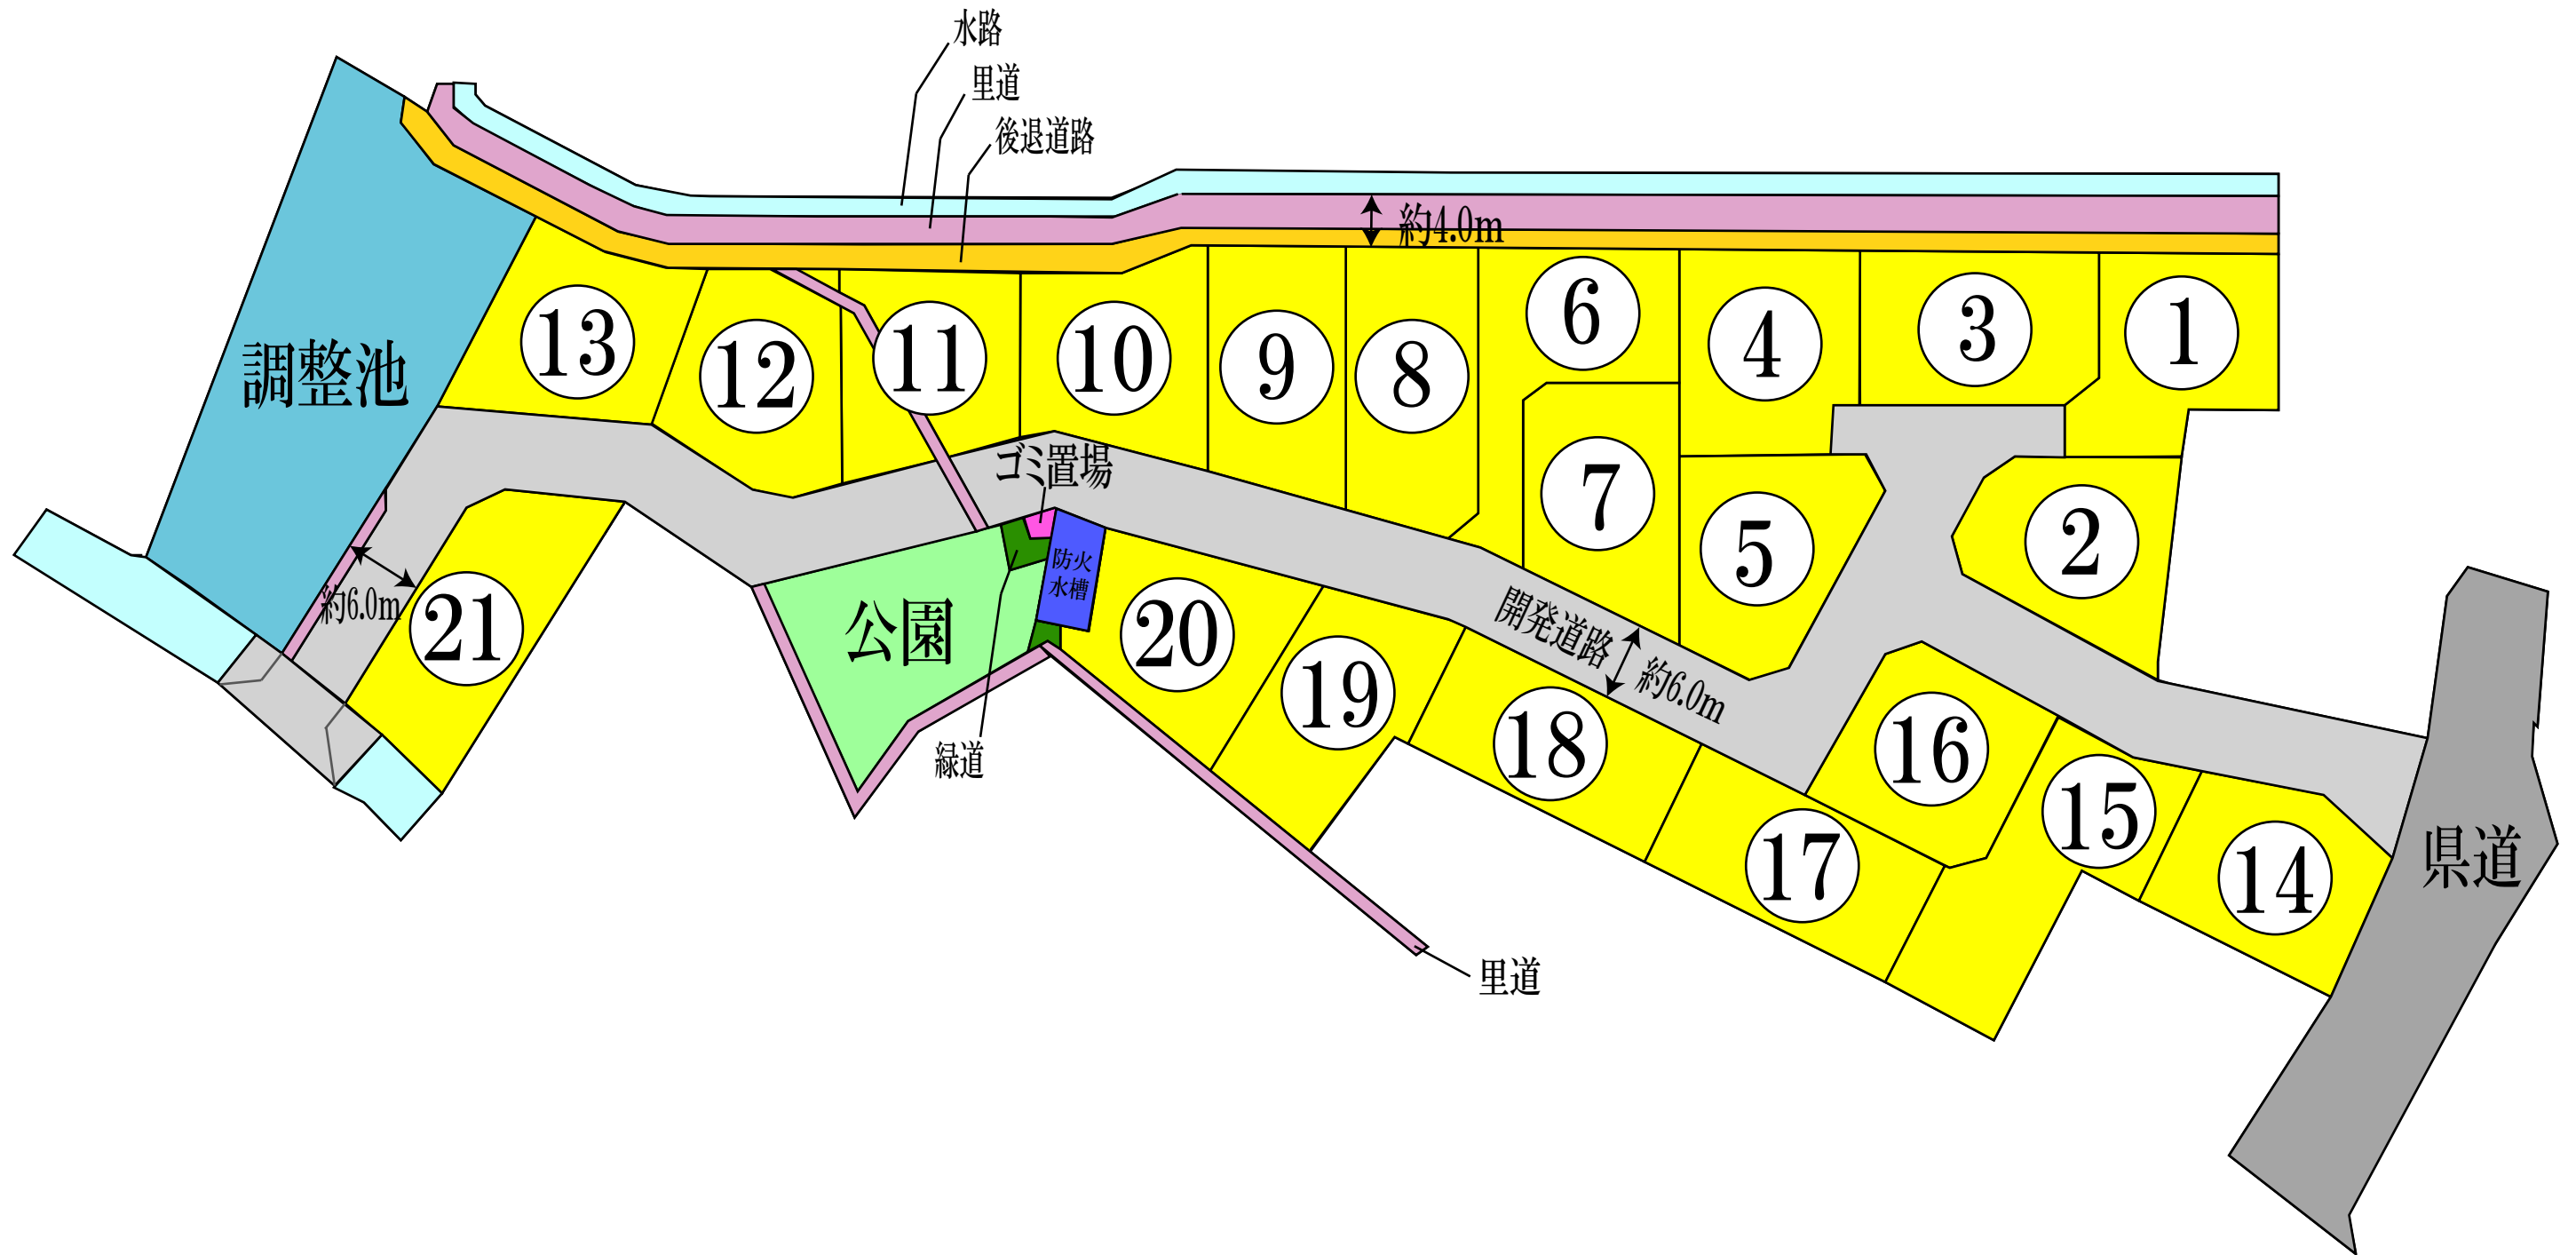 水路
里道
後退道路
約4.0m
⑥
③
①
④
⑬
⑪
⑩
⑨
⑧
⑫
調整池
ゴミ置場
⑦
⑤
②
防火
水槽
約6.0m
㉑
公園
⑳
開発道路
約6.0m
⑲
⑱
⑯
緑道
⑮
⑰
⑭
県道
里道